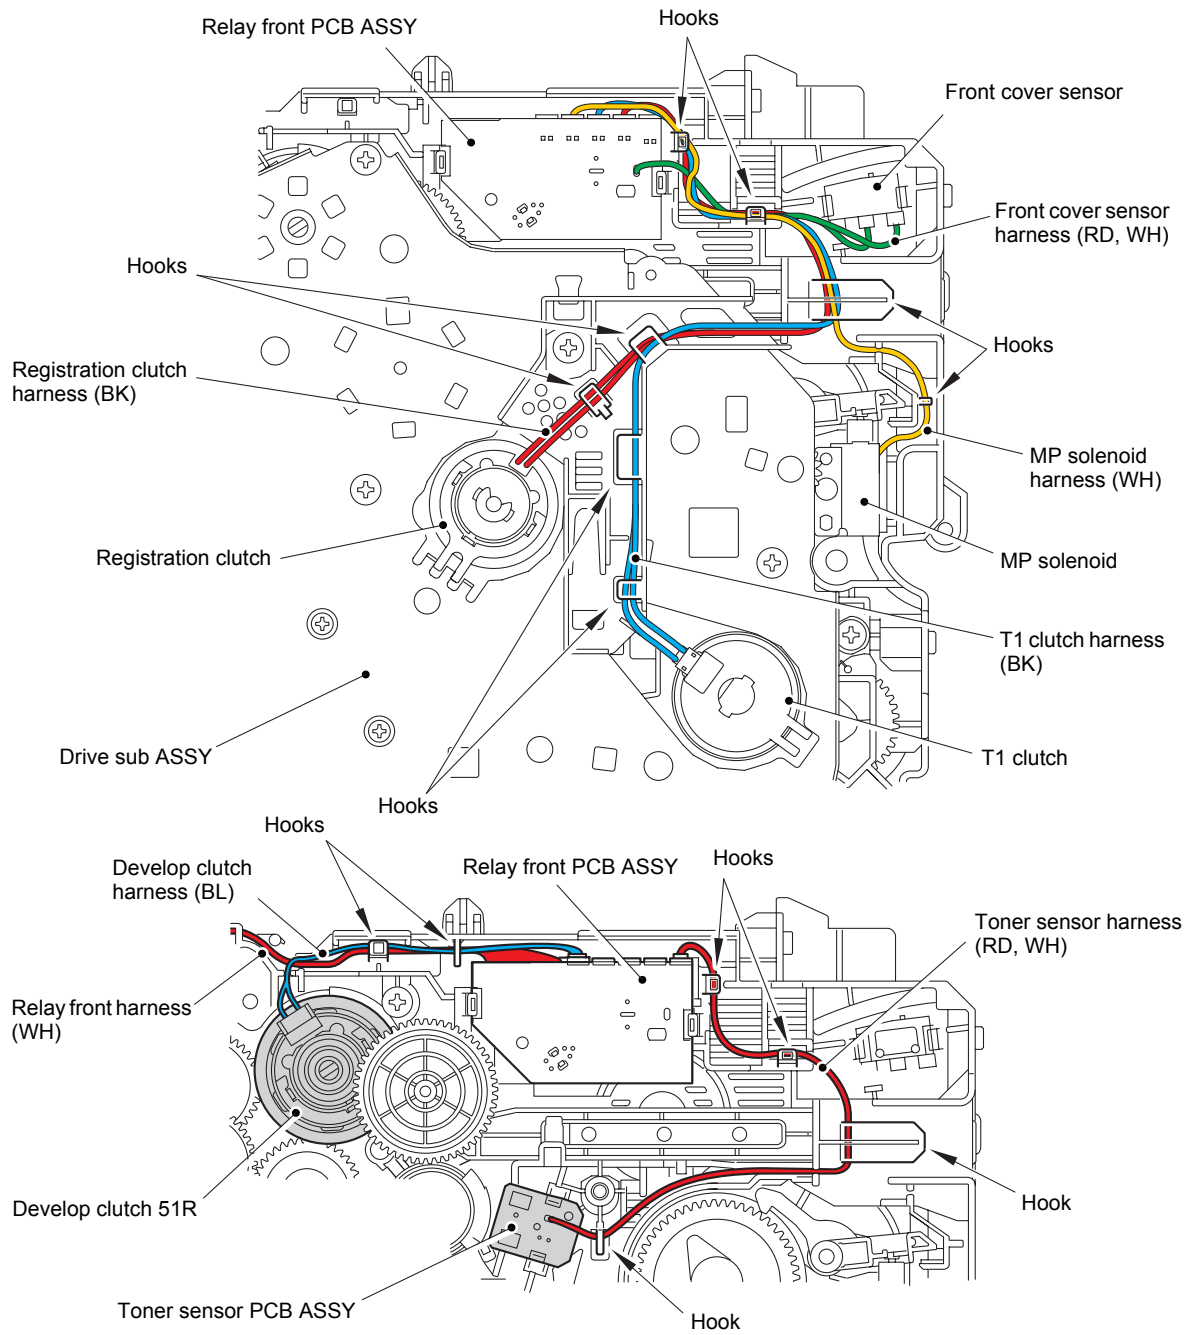 Relay front PCB ASSY
Hooks
Front cover sensor
Front cover sensor
harness (RD, WH)
Hooks
Hooks
Registration clutch
harness (BK)
MP solenoid
harness (WH)
Registration clutch
MP solenoid
T1 clutch harness
(BK)
Drive sub ASSY
T1 clutch
Hooks
Hooks
Develop clutch
harness (BL)
Relay front PCB ASSY
Hooks
Toner sensor harness
(RD, WH)
Relay front harness
(WH)
Develop clutch 51R
Hook
Toner sensor PCB ASSY
Hook